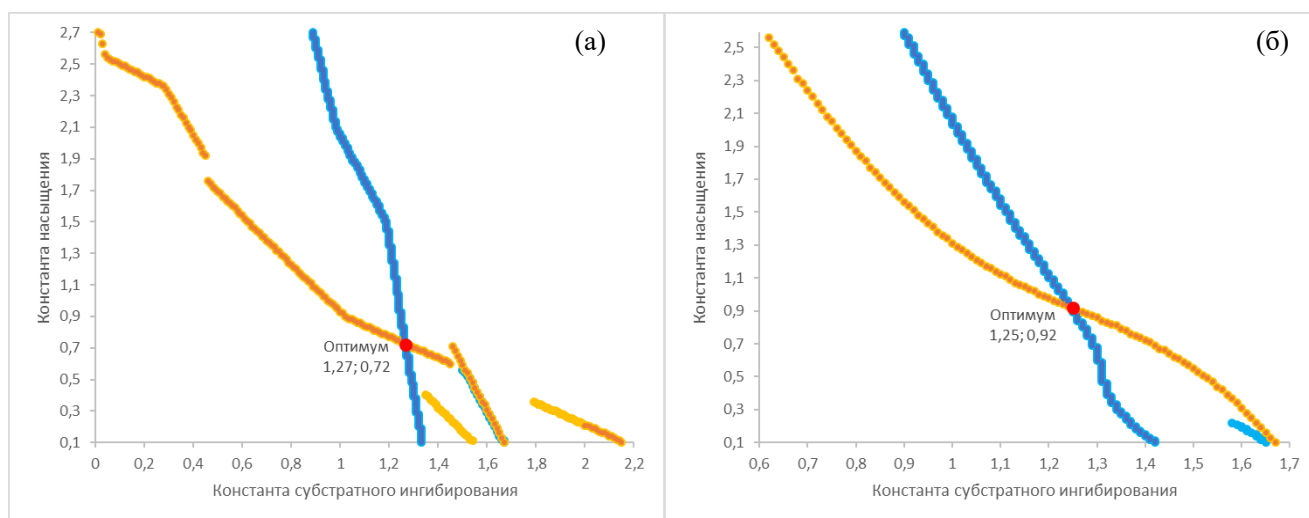 (а)
Константа насыщения
2,7
2,5
2,3
2,1
1,9
1,7
1,5
1,3
1,1
0,9
0,7
0,5
0,3
0,1
Оптимум
1,27; 0,72
0 0,2 0,4 0,6 0,8 1 1,2 1,4 1,6 1,8 2 2,2
Константа субстратного ингибирования
(б)
Константа насыщения
2,5
2,3
2,1
1,9
1,7
1,5
1,3
1,1
0,9
0,7
0,5
0,3
0,1
Оптимум
1,25; 0,92
0,6 0,7 0,8 0,9 1 1,1 1,2 1,3 1,4 1,5 1,6 1,7
Константа субстратного ингибирования